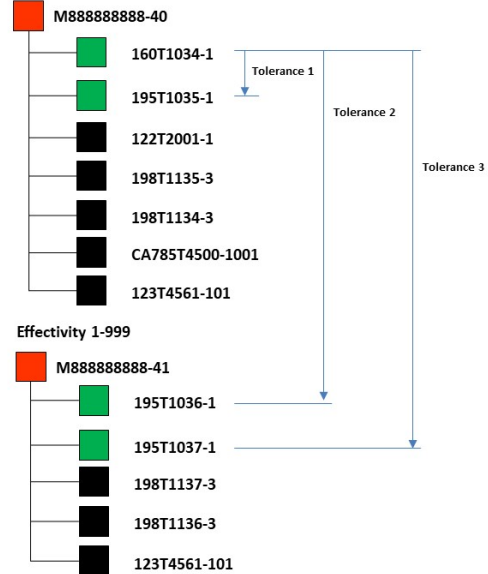 M888888888-40
160T1034-1
Tolerance 1
195T1035-1
Tolerance 2
122T2001-1
Tolerance 3
198T1135-3
198T1134-3
CA785T4500-1001
123T4561-101
Effectivity 1-999
M888888888-41
195T1036-1
195T1037-1
198T1137-3
198T1136-3
123T4561-101